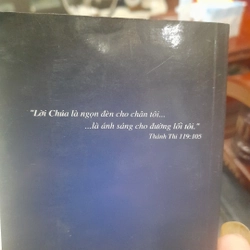 "Lời Chúa là ngọn đèn cho chân tôi...
...là ánh sáng cho đường lối tôi."
Thánh Thi 119:105